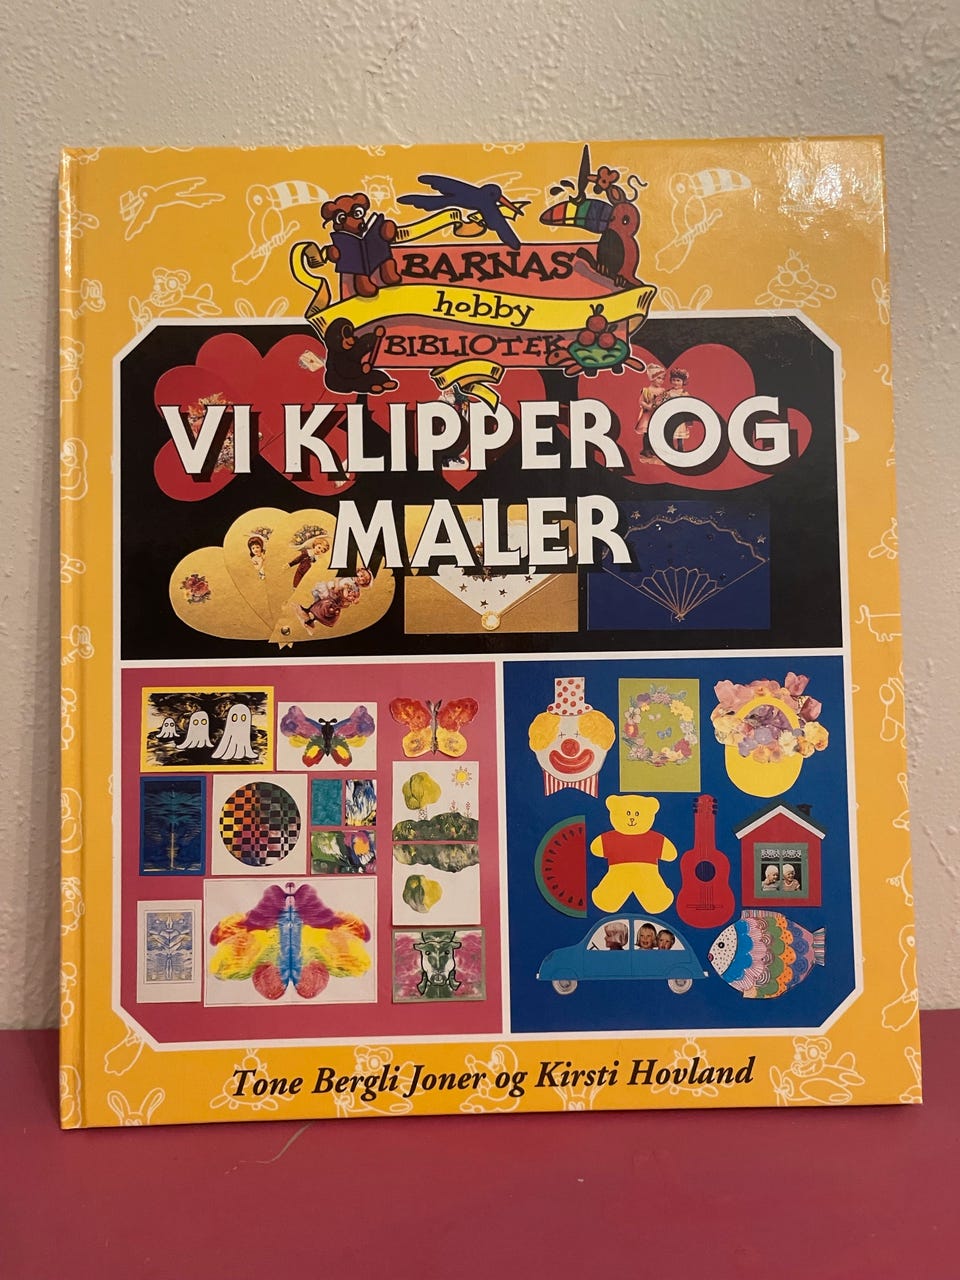 BARNAS
hobby
BIBLIOTEK
VI KLIPPER OG
MALER
Tone Bergli Joner og Kirsti Hovland